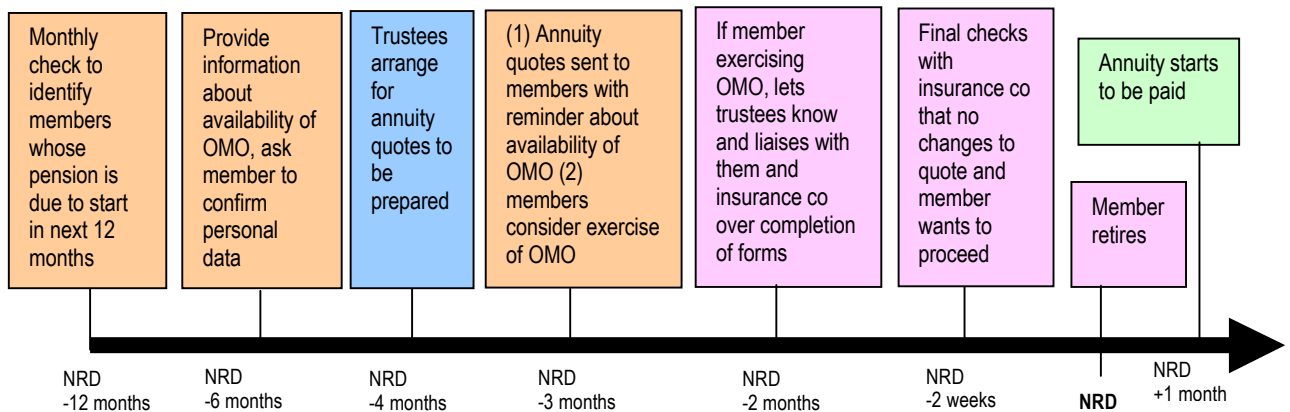 Monthly
check to
identify
members
whose
pension is
due to start
in next 12
months
Provide
information
about
availability of
OMO, ask
member to
confirm
personal
data
Trustees
arrange
for
annuity
quotes to
be
prepared
(1) Annuity
quotes sent to
members with
reminder about
availability of
OMO (2)
members
consider exercise
of OMO
If member
exercising
OMO, lets
trustees know
and liaises with
them and
insurance co
over completion
of forms
Final checks
with
insurance co
that no
changes to
quote and
member
wants to
proceed
Annuity starts
to be paid
Member
retires
NRD
-12 months
NRD
-6 months
NRD
-4 months
NRD
-3 months
NRD
-2 months
NRD
-2 weeks
NRD
NRD
+1 month